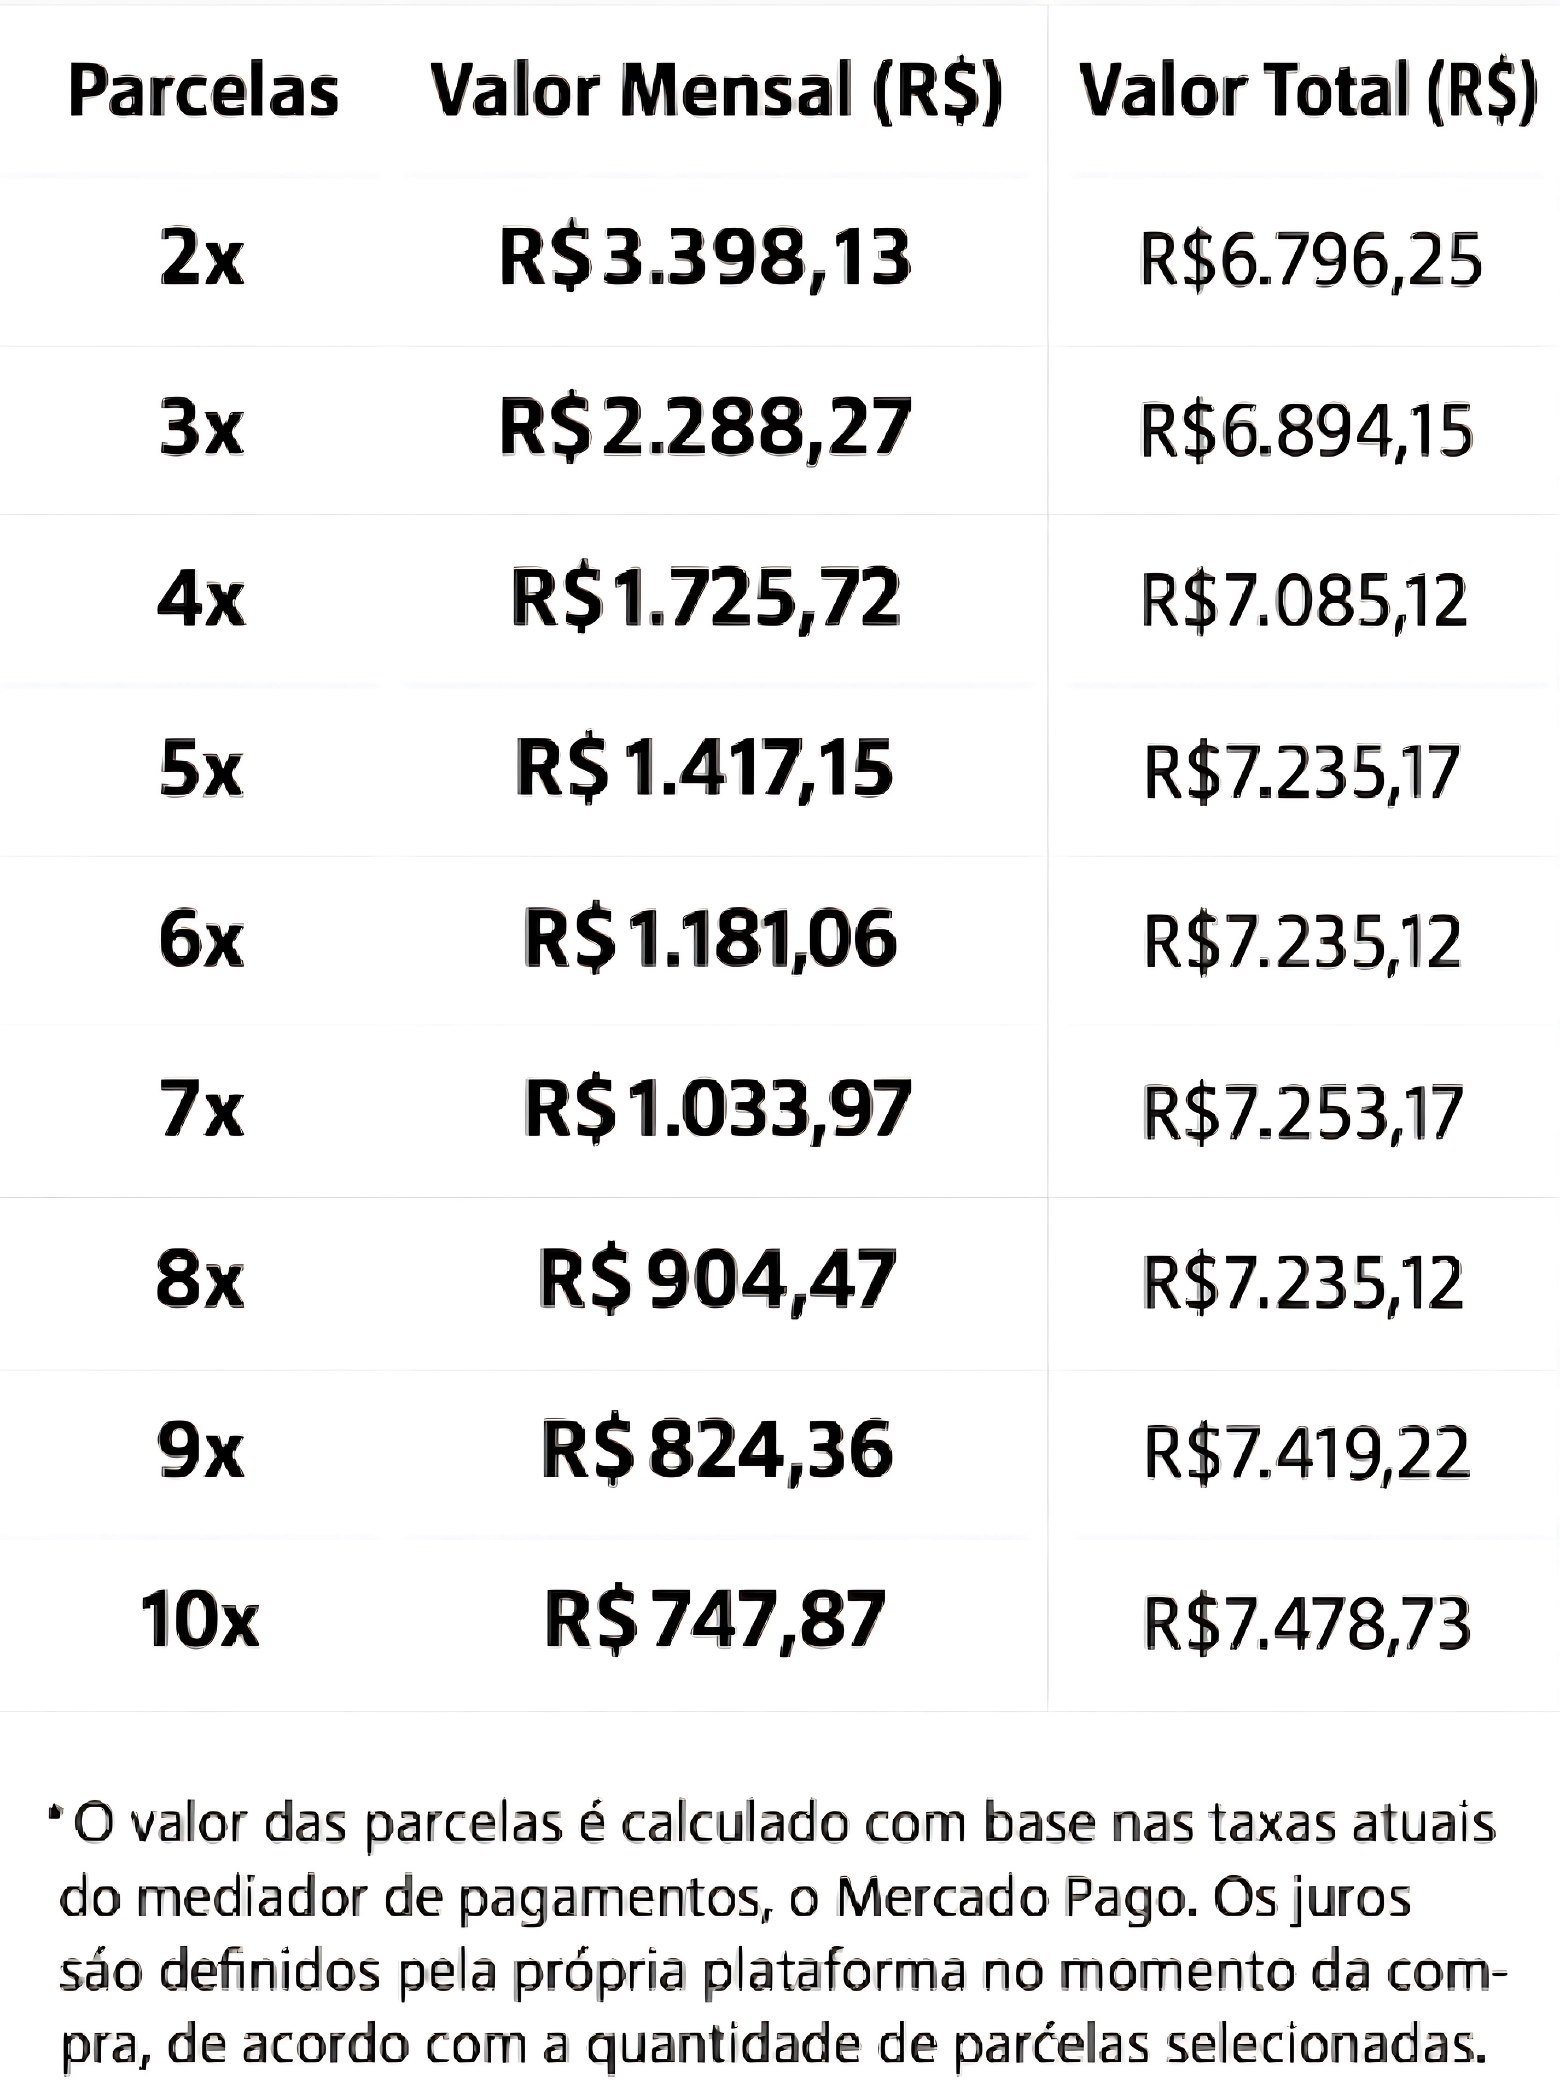 Parcelas Valor Mensal (R$) Valor Total (R$)
2x R$3.398,13 R$6.796,25
3x R$2.288,27 R$6.894,15
4x R$1.725,72 R$7.085,12
5x R$1.417,15 R$7.235,17
6x R$1.181,06 R$7.235,12
7x R$1.033,97 R$7.253,17
8x R$904,47 R$7.235,12
9x R$824,36 R$7.419,22
10x R$747,87 R$7.478,73
* O valor das parcelas é calculado com base nas taxas atuais
do mediador de pagamentos, o Mercado Pago. Os juros
sáo definidos pela própria plataforma no momento da com-
pra, de acordo com a quantidade de parćelas selecionadas.